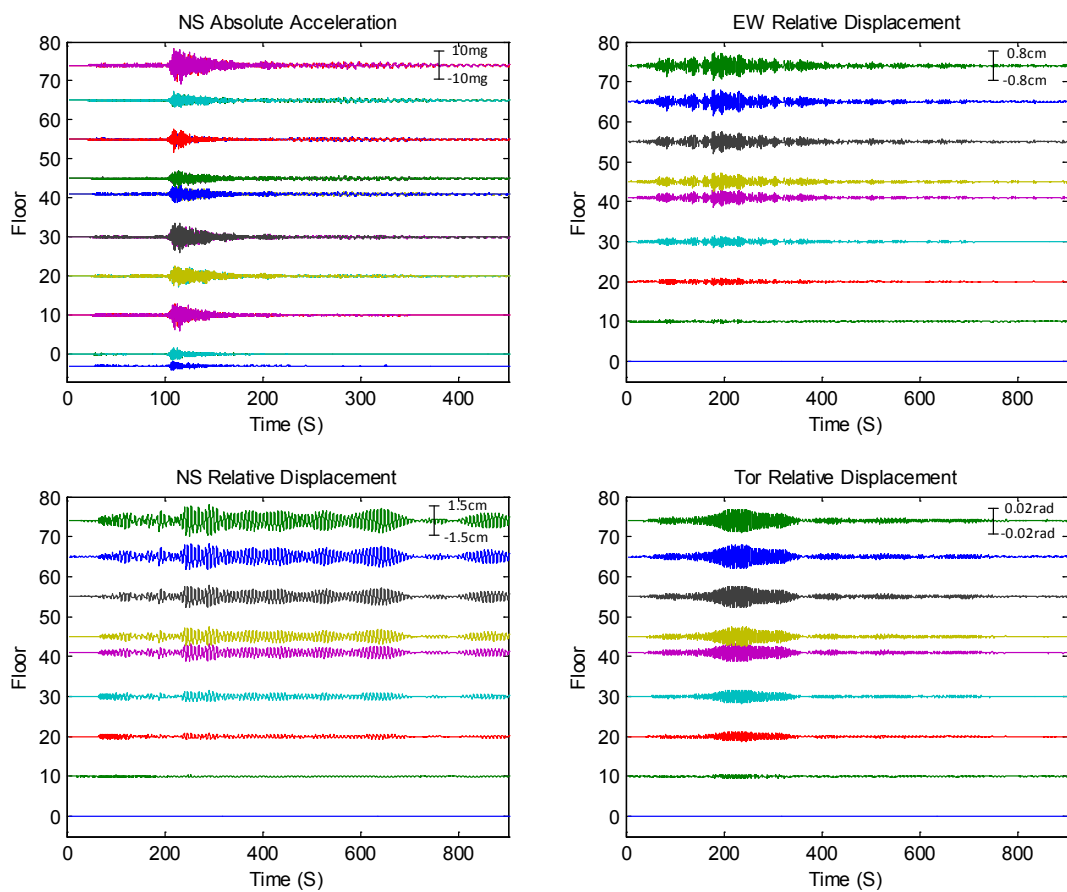 NS Absolute Acceleration
10mg
-10mg
80
70
60
50
40
30
20
10
0
Floor
0 100 200 300 400
Time (S)
EW Relative Displacement
0.8cm
-0.8cm
80
70
60
50
40
30
20
10
0
Floor
0 200 400 600 800
Time (S)
NS Relative Displacement
1.5cm
-1.5cm
80
70
60
50
40
30
20
10
0
Floor
0 200 400 600 800
Time (S)
Tor Relative Displacement
0.02rad
-0.02rad
80
70
60
50
40
30
20
10
0
Floor
0 200 400 600 800
Time (S)